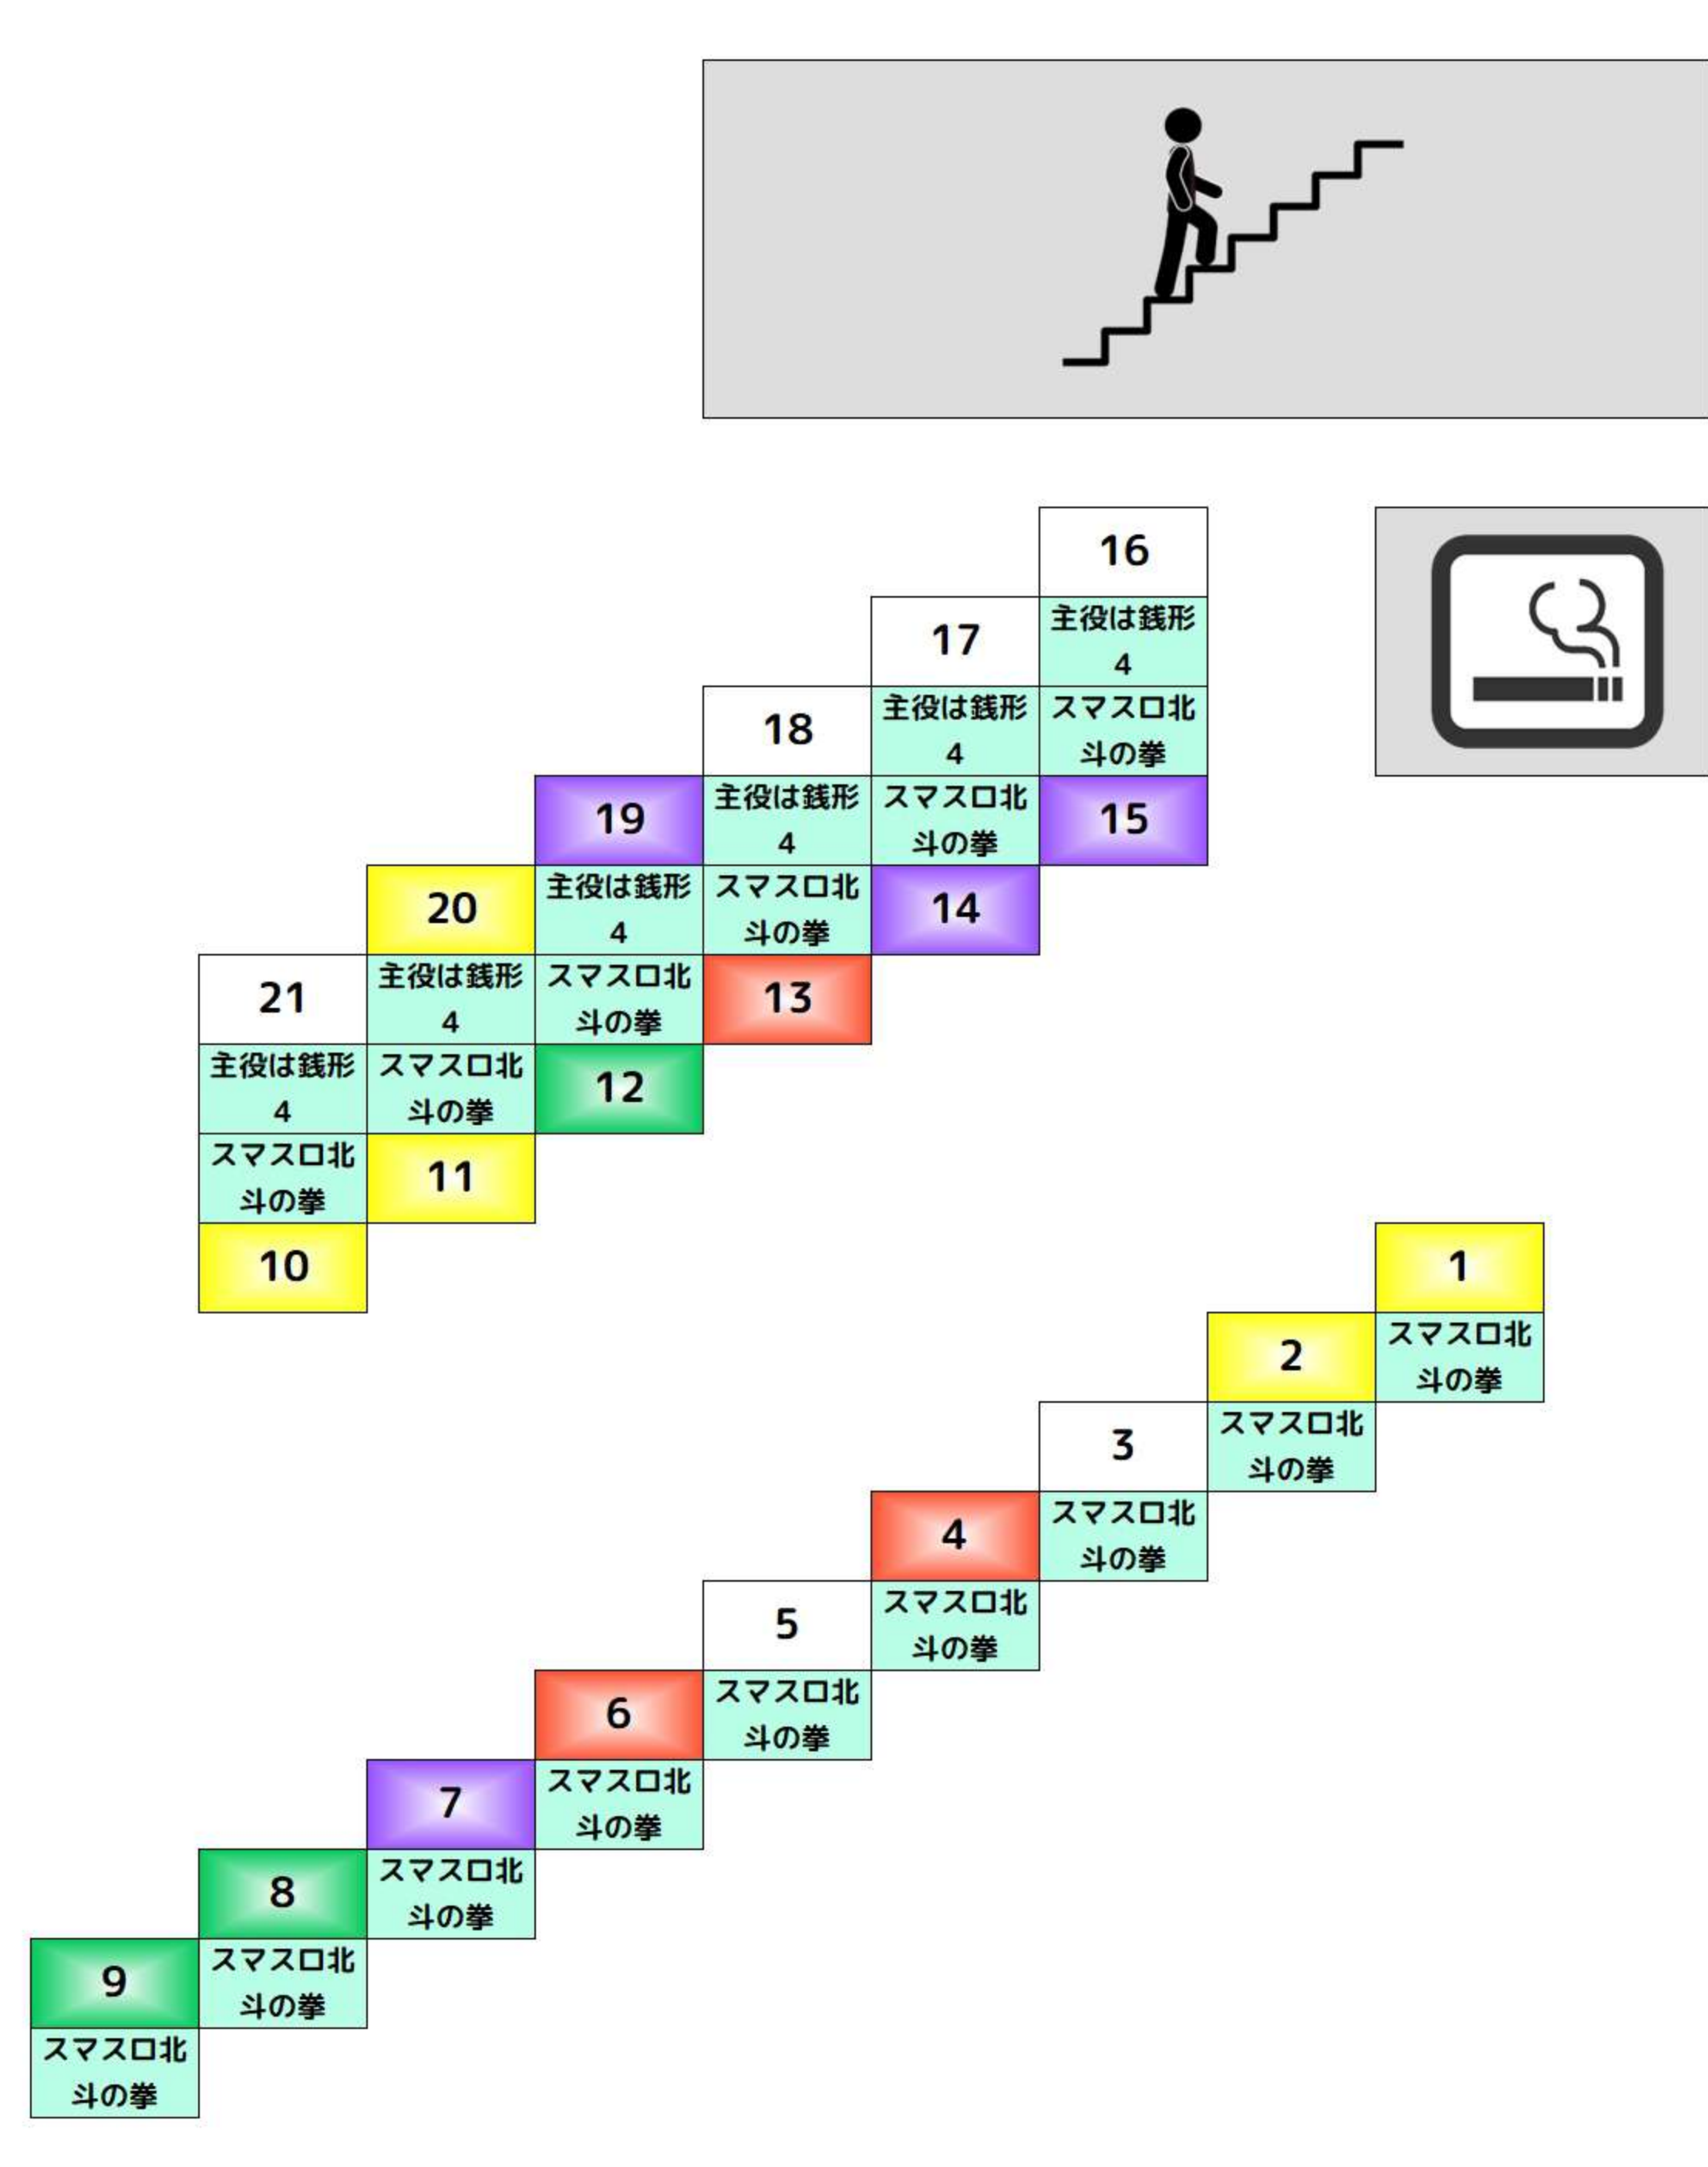 16
17
主役は銭形
4
18
主役は銭形
4
スマスロ北
斗の拳
19
主役は銭形
4
スマスロ北
斗の拳
15
20
主役は銭形
4
スマスロ北
斗の拳
14
21
主役は銭形
4
スマスロ北
斗の拳
13
主役は銭形
4
スマスロ北
斗の拳
12
スマスロ北
斗の拳
11
10
1
2
スマスロ北
斗の拳
3
スマスロ北
斗の拳
4
スマスロ北
斗の拳
5
スマスロ北
斗の拳
6
スマスロ北
斗の拳
7
スマスロ北
斗の拳
8
スマスロ北
斗の拳
9
スマスロ北
斗の拳
スマスロ北
斗の拳